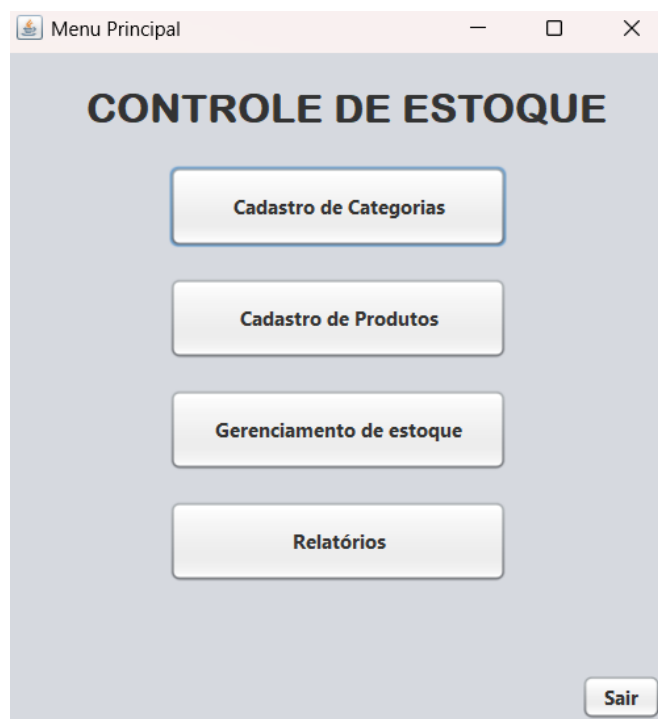 Menu Principal
CONTROLE DE ESTOQUE
Cadastro de Categorias
Cadastro de Produtos
Gerenciamento de estoque
Relatórios
Sair